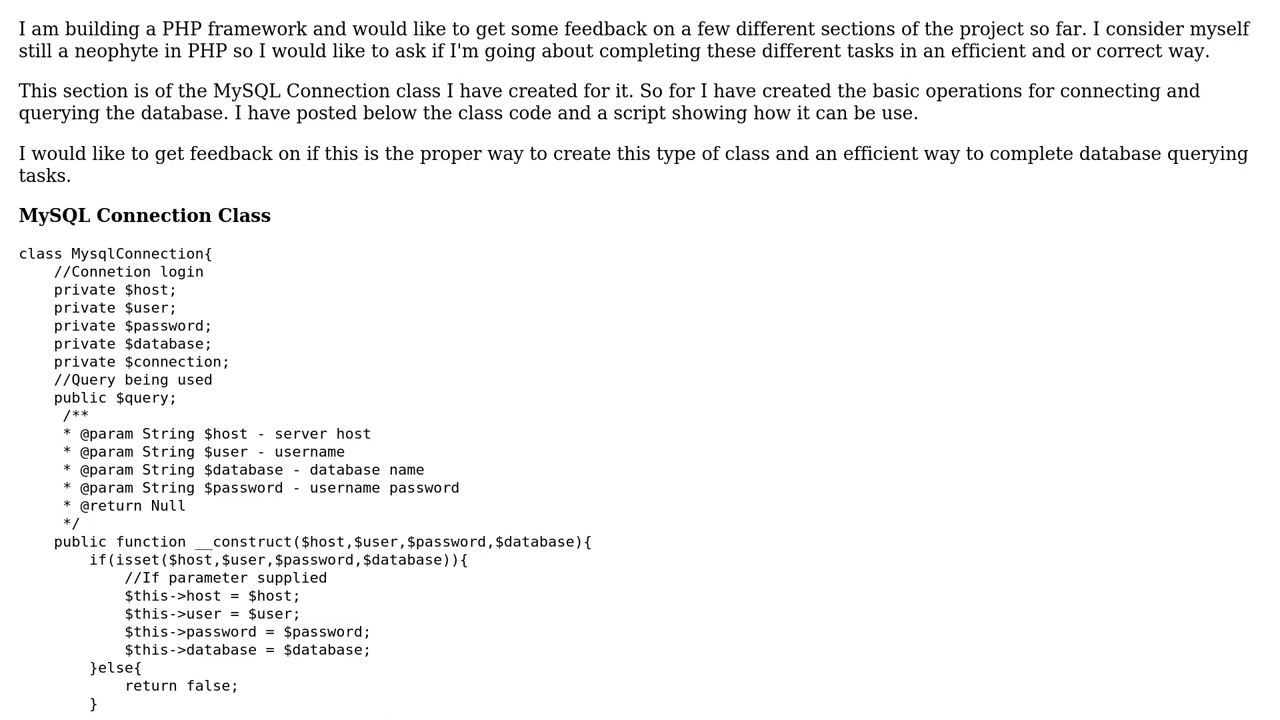 I am building a PHP framework and would like to get some feedback on a few different sections of the project so far. I consider myself
still a neophyte in PHP so I would like to ask if I'm going about completing these different tasks in an efficient and or correct way.
This section is of the MySQL Connection class I have created for it. So for I have created the basic operations for connecting and
querying the database. I have posted below the class code and a script showing how it can be use.
I would like to get feedback on if this is the proper way to create this type of class and an efficient way to complete database querying
tasks.
MySQL Connection Class
class MysqlConnection{
    //Connetion login
    private $host;
    private $user;
    private $password;
    private $database;
    private $connection;
    //Query being used
    public $query;
     /**
     * @param String $host - server host
     * @param String $user - username
     * @param String $database - database name
     * @param String $password - username password
     * @return Null
     */
    public function __construct($host,$user,$password,$database){
        if(isset($host,$user,$password,$database)){
            //If parameter supplied
            $this->host = $host;
            $this->user = $user;
            $this->password = $password;
            $this->database = $database;
        }else{
            return false;
        }